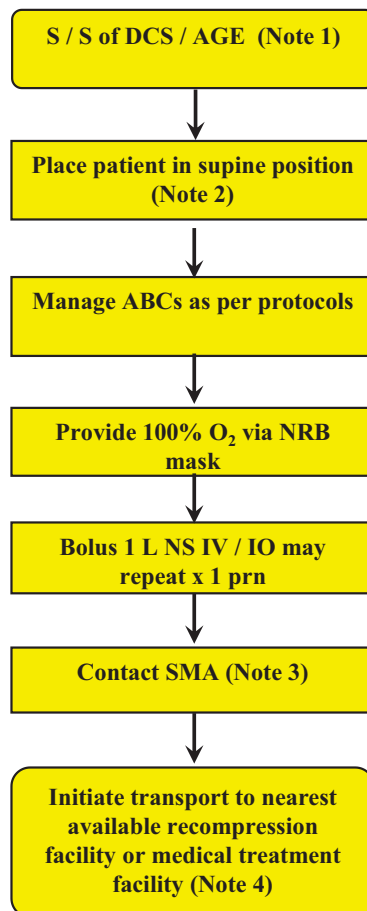 S / S of DCS / AGE (Note 1)
Place patient in supine position
(Note 2)
Manage ABCs as per protocols
Provide 100% O₂ via NRB
mask
Bolus 1 L NS IV / IO may
repeat x 1 prn
Contact SMA (Note 3)
Initiate transport to nearest
available recompression
facility or medical treatment
facility (Note 4)